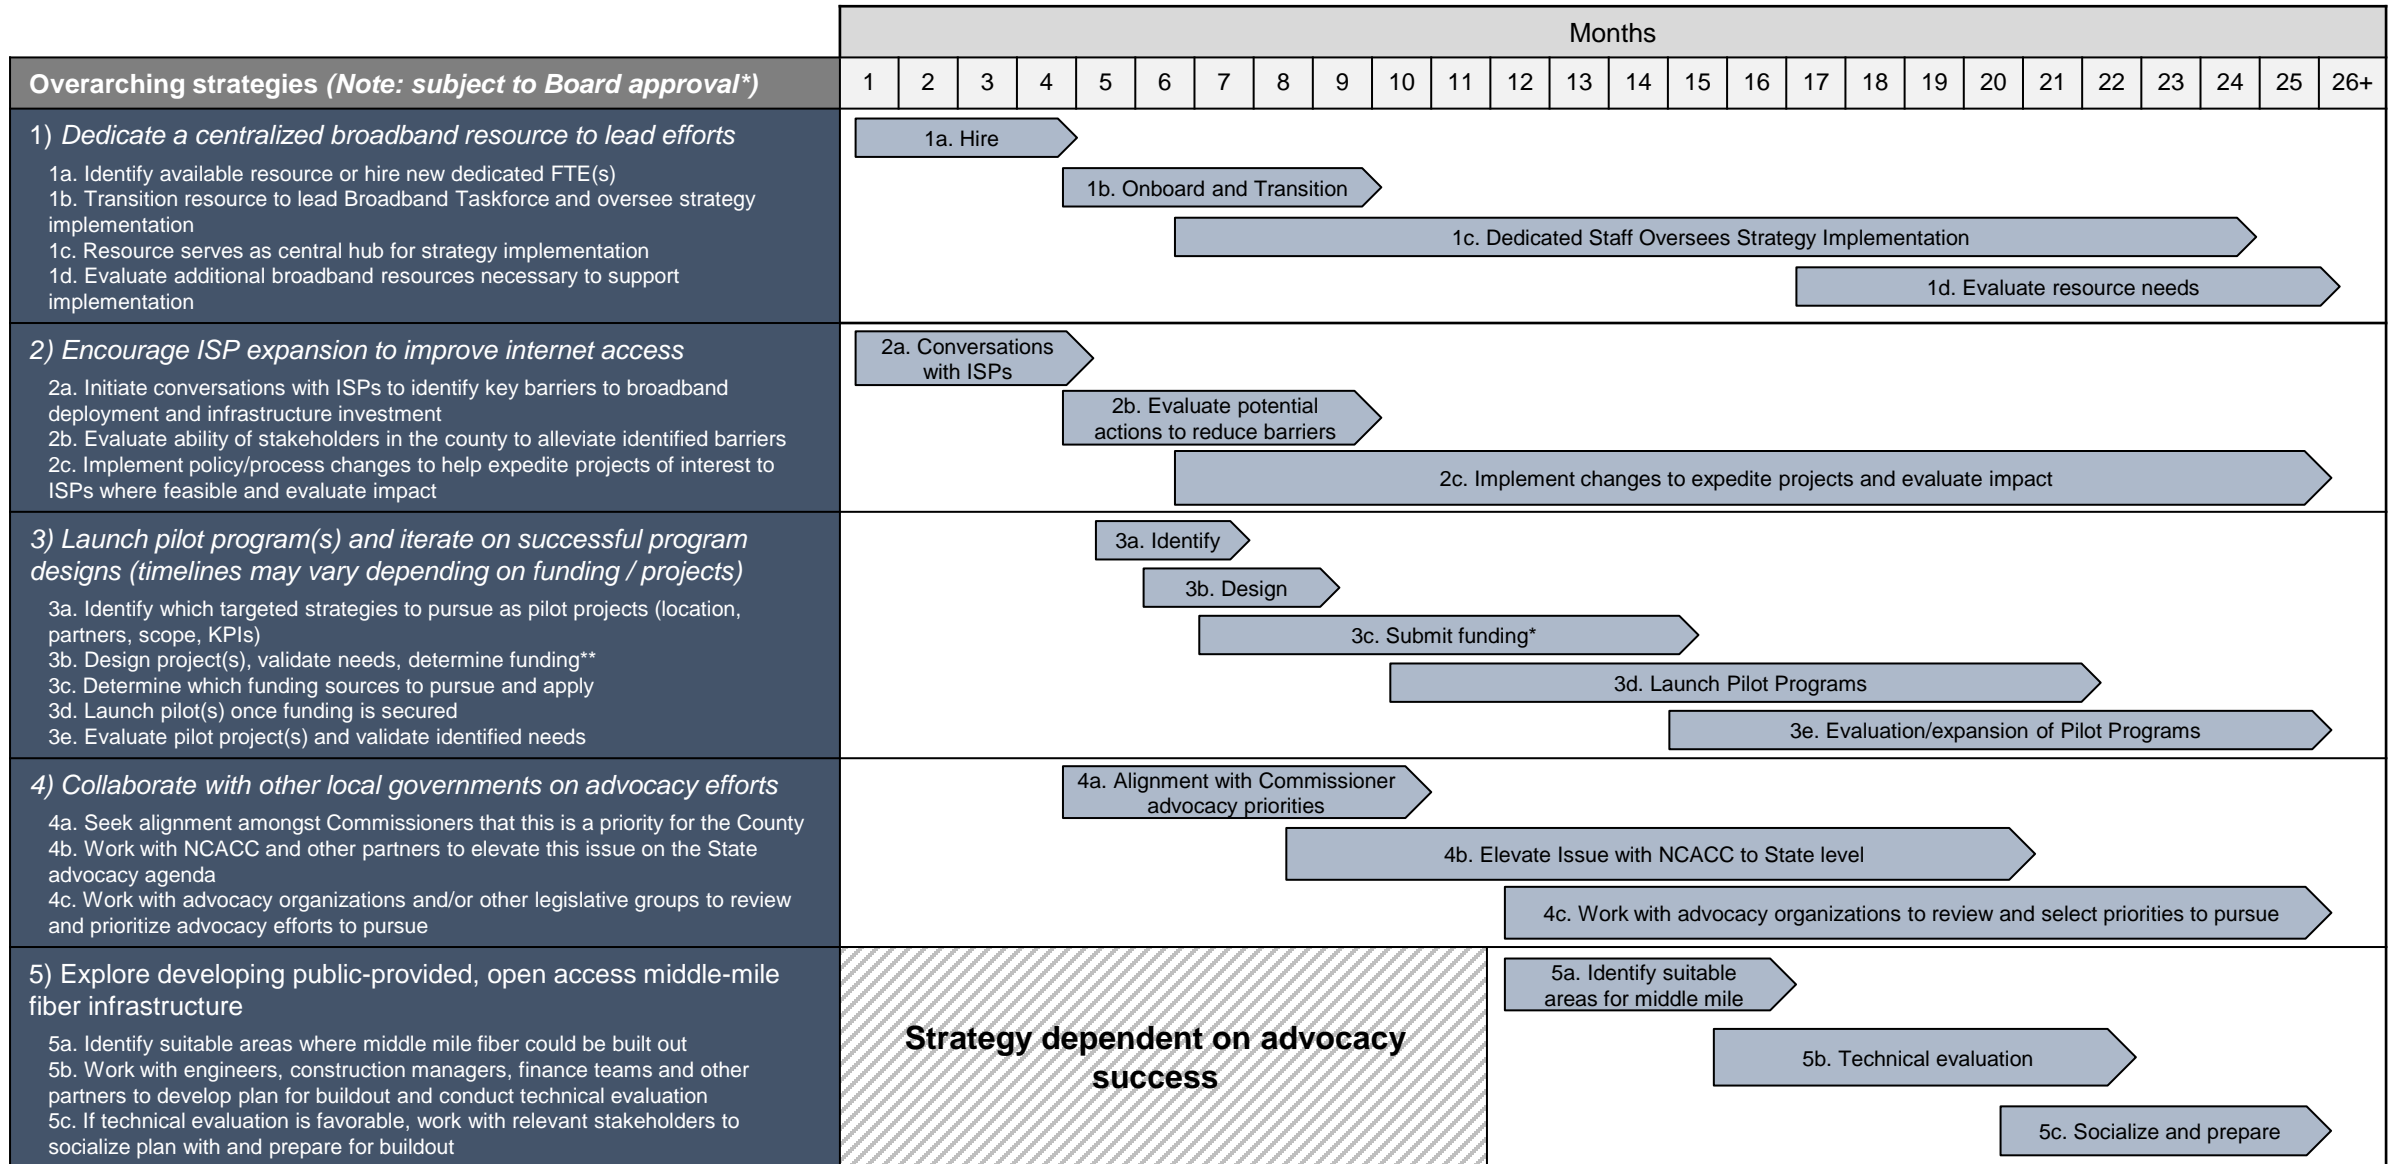 Months
Overarching strategies (Note: subject to Board approval*)
1 2 3 4 5 6 7 8 9 10 11 12 13 14 15 16 17 18 19 20 21 22 23 24 25 26+
1) Dedicate a centralized broadband resource to lead efforts
1a. Identify available resource or hire new dedicated FTE(s)
1b. Transition resource to lead Broadband Taskforce and oversee strategy
implementation
1c. Resource serves as central hub for strategy implementation
1d. Evaluate additional broadband resources necessary to support
implementation
1a. Hire
1b. Onboard and Transition
1c. Dedicated Staff Oversees Strategy Implementation
1d. Evaluate resource needs
2) Encourage ISP expansion to improve internet access
2a. Initiate conversations with ISPs to identify key barriers to broadband
deployment and infrastructure investment
2b. Evaluate ability of stakeholders in the county to alleviate identified barriers
2c. Implement policy/process changes to help expedite projects of interest to
ISPs where feasible and evaluate impact
2a. Conversations
with ISPs
2b. Evaluate potential
actions to reduce barriers
2c. Implement changes to expedite projects and evaluate impact
3) Launch pilot program(s) and iterate on successful program
designs (timelines may vary depending on funding / projects)
3a. Identify which targeted strategies to pursue as pilot projects (location,
partners, scope, KPIs)
3b. Design project(s), validate needs, determine funding**
3c. Determine which funding sources to pursue and apply
3d. Launch pilot(s) once funding is secured
3e. Evaluate pilot project(s) and validate identified needs
3a. Identify
3b. Design
3c. Submit funding*
3d. Launch Pilot Programs
3e. Evaluation/expansion of Pilot Programs
4) Collaborate with other local governments on advocacy efforts
4a. Seek alignment amongst Commissioners that this is a priority for the County
4b. Work with NCACC and other partners to elevate this issue on the State
advocacy agenda
4c. Work with advocacy organizations and/or other legislative groups to review
and prioritize advocacy efforts to pursue
4a. Alignment with Commissioner
advocacy priorities
4b. Elevate Issue with NCACC to State level
4c. Work with advocacy organizations to review and select priorities to pursue
5) Explore developing public-provided, open access middle-mile
fiber infrastructure
5a. Identify suitable areas where middle mile fiber could be built out
5b. Work with engineers, construction managers, finance teams and other
partners to develop plan for buildout and conduct technical evaluation
5c. If technical evaluation is favorable, work with relevant stakeholders to
socialize plan with and prepare for buildout
Strategy dependent on advocacy
success
5a. Identify suitable
areas for middle mile
5b. Technical evaluation
5c. Socialize and prepare